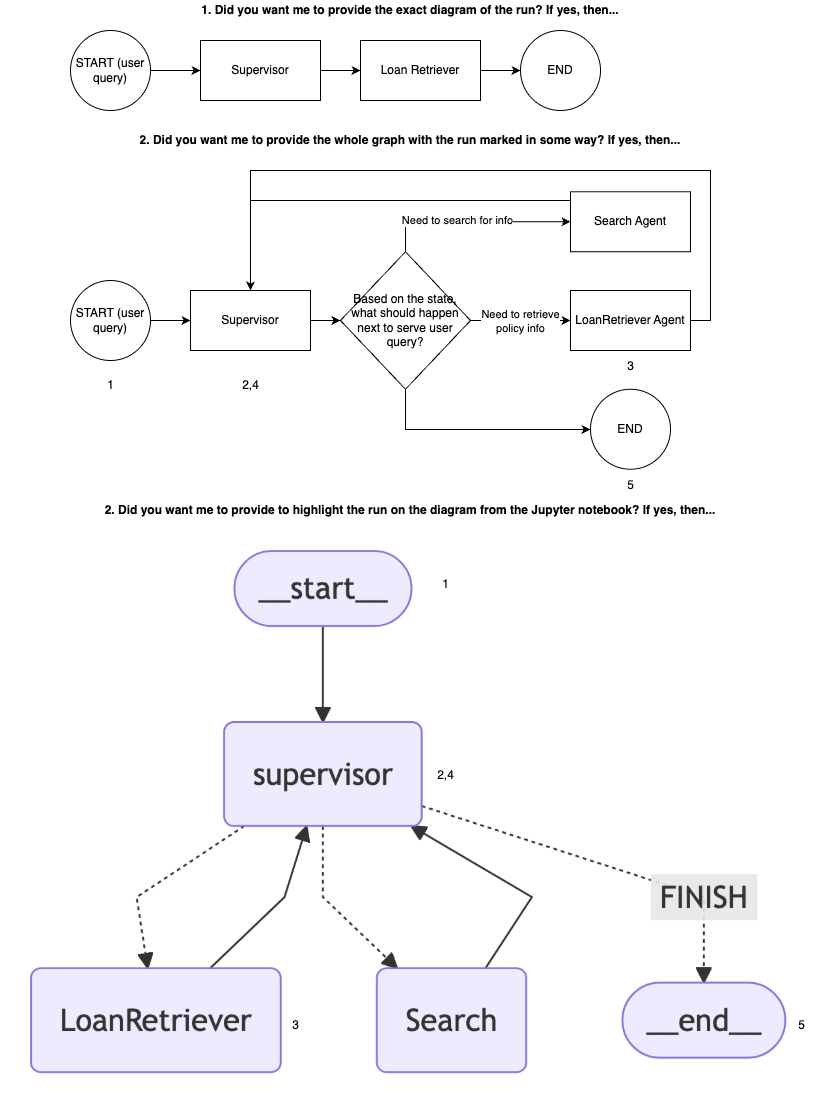 1. Did you want me to provide the exact diagram of the run? If yes, then...
START (user
query)
Supervisor
Loan Retriever
END
2. Did you want me to provide the whole graph with the run marked in some way? If yes, then...
Need to search for info
Search Agent
START (user
query)
Supervisor
Based on the state,
what should happen
next to serve user
query?
Need to retrieve
policy info
LoanRetriever Agent
1
2,4
3
END
5
2. Did you want me to provide to highlight the run on the diagram from the Jupyter notebook? If yes, then...
__start__
1
supervisor
2,4
FINISH
LoanRetriever
3
Search
__end__
5